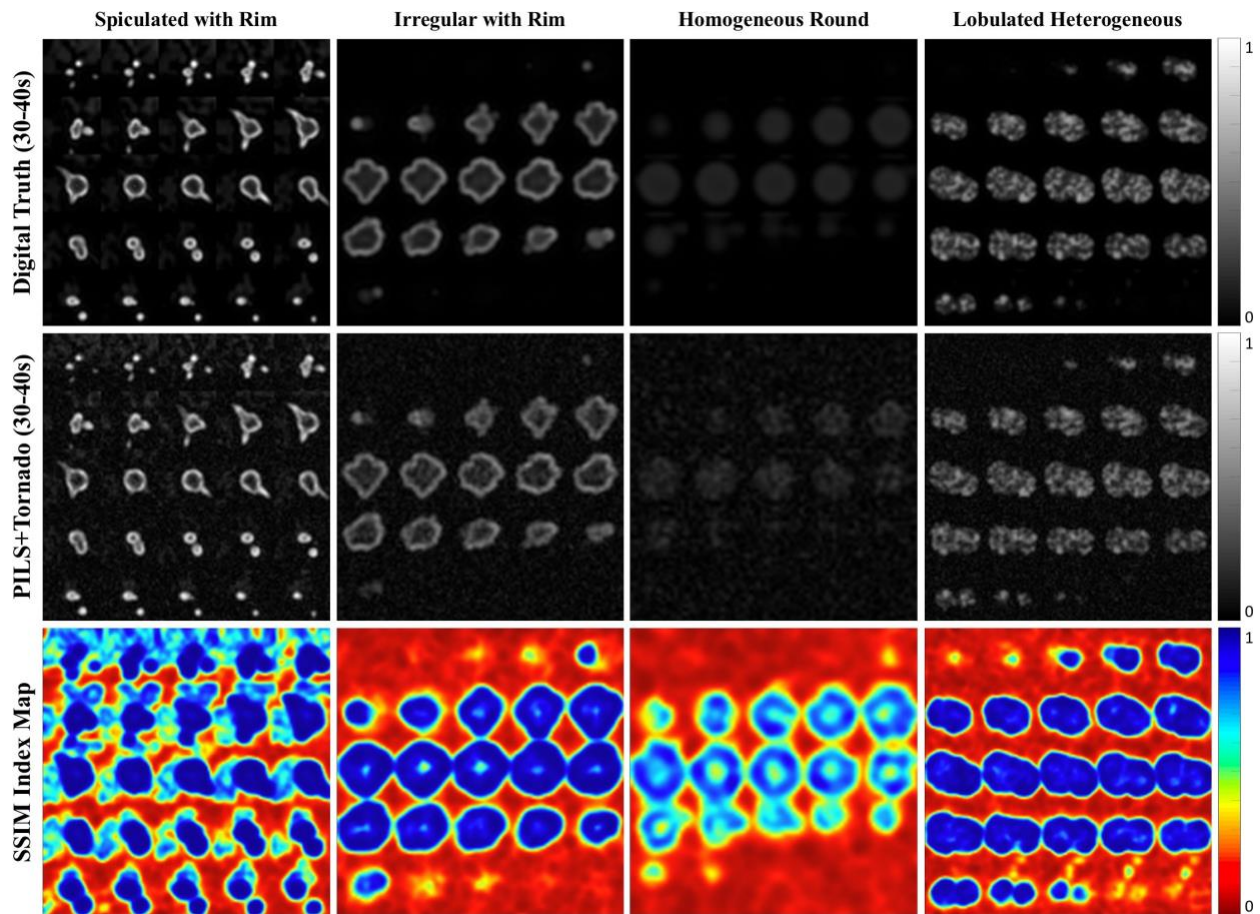 Spiculated with Rim
Irregular with Rim
Homogeneous Round
Lobulated Heterogeneous
Digital Truth (30-40s)
1
0
PILS+Tornado (30-40s)
1
0
SSIM Index Map
1
0